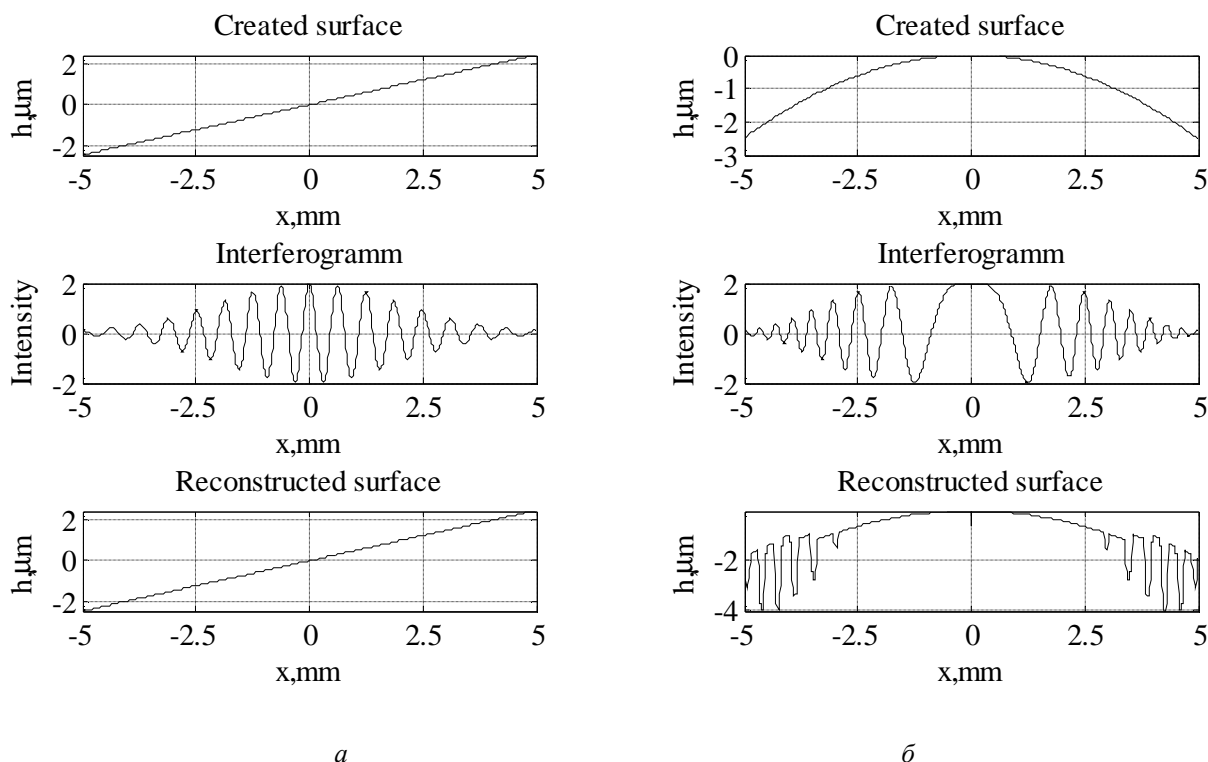 Created surface
2
0
-2
h,μm
-5 -2.5 0 2.5 5
x,mm
Interferogramm
2
0
-2
Intensity
-5 -2.5 0 2.5 5
x,mm
Reconstructed surface
2
0
-2
h,μm
-5 -2.5 0 2.5 5
x,mm
а
Created surface
0
-1
-2
-3
h,μm
-5 -2.5 0 2.5 5
x,mm
Interferogramm
2
0
-2
Intensity
-5 -2.5 0 2.5 5
x,mm
Reconstructed surface
-2
-4
h,μm
-5 -2.5 0 2.5 5
x,mm
б